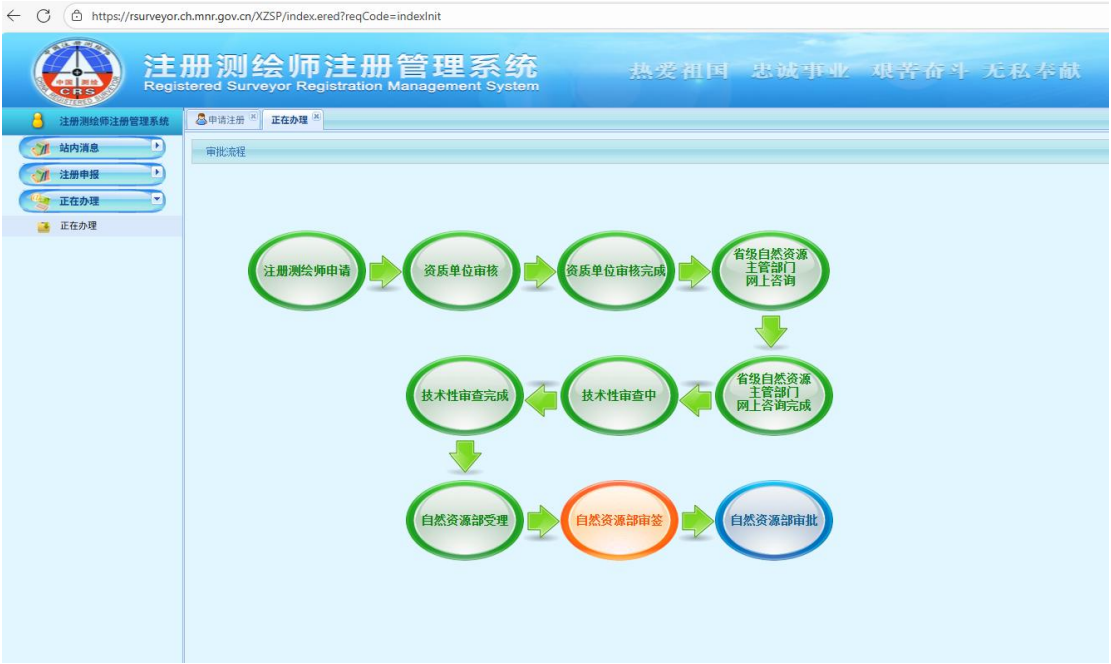 https://rsurveyor.ch.mnr.gov.cn/XZSP/index.ered?reqCode=indexInit
注册测绘师注册管理系统
Registered Surveyor Registration Management System
热爱祖国 忠诚事业 艰苦奋斗 无私奉献
中国 测绘
CRS
注册测绘师注册管理系统
申请注册
正在办理
站内消息
注册申报
正在办理
正在办理
审批流程
注册测绘师申请
资质单位审核
资质单位审核完成
省级自然资源
主管部门
网上咨询
省级自然资源
主管部门
网上咨询完成
技术性审查中
技术性审查完成
自然资源部受理
自然资源部审签
自然资源部审批